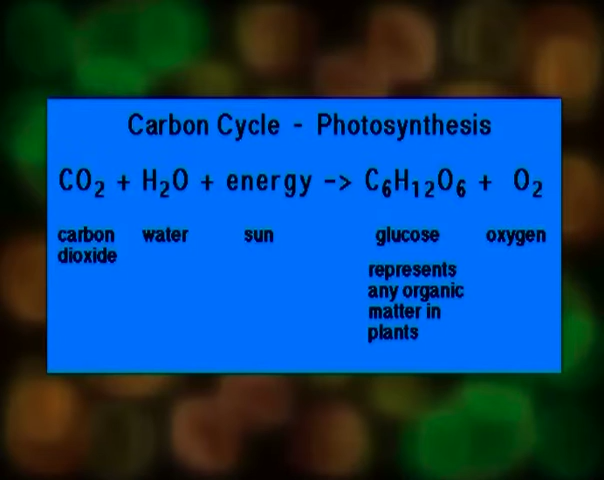 Carbon Cycle - Photosynthesis
CO₂ + H₂O + energy -> C₆H₁₂O₆ + O₂
carbon dioxide water sun glucose oxygen
represents
any organic
matter in
plants